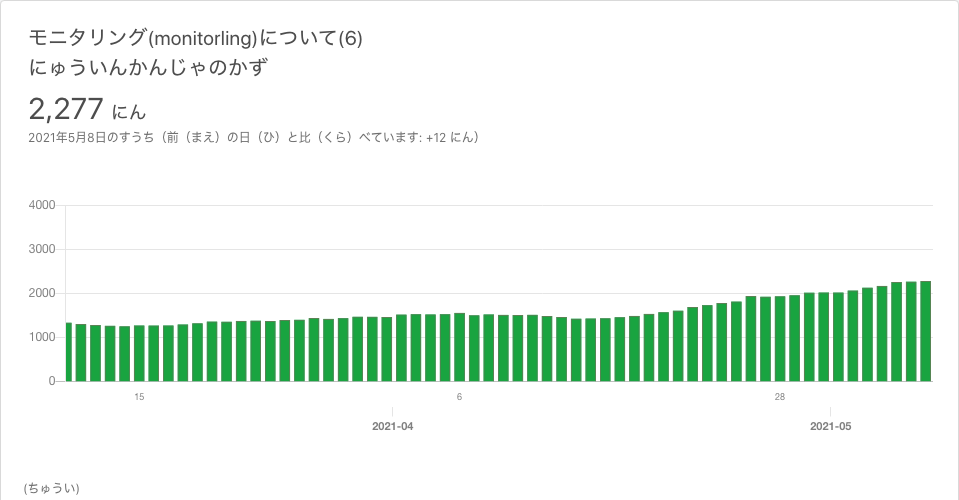 モニタリング(monitorling)について(6)
にゅういんかんじゃのかず
2,277 にん
2021年5月8日のすうち（前（まえ）の日（ひ）と比（くら）べています: +12 にん）
4000
3000
2000
1000
0
15
6
28
2021-04
2021-05
(ちゅうい)